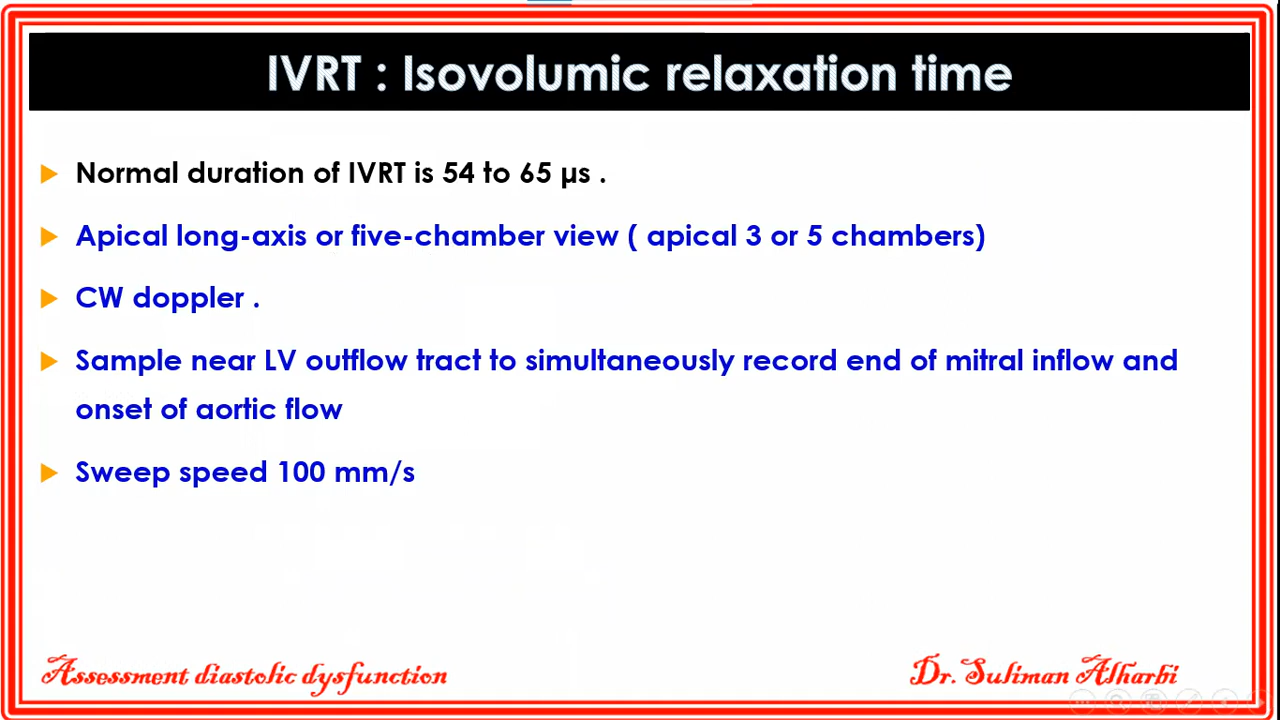 IVRT : Isovolumic relaxation time
Normal duration of IVRT is 54 to 65 µs .
Apical long-axis or five-chamber view ( apical 3 or 5 chambers)
CW doppler .
Sample near LV outflow tract to simultaneously record end of mitral inflow and
onset of aortic flow
Sweep speed 100 mm/s
Assessment diastolic dysfunction
Dr. Suliman Alharbi